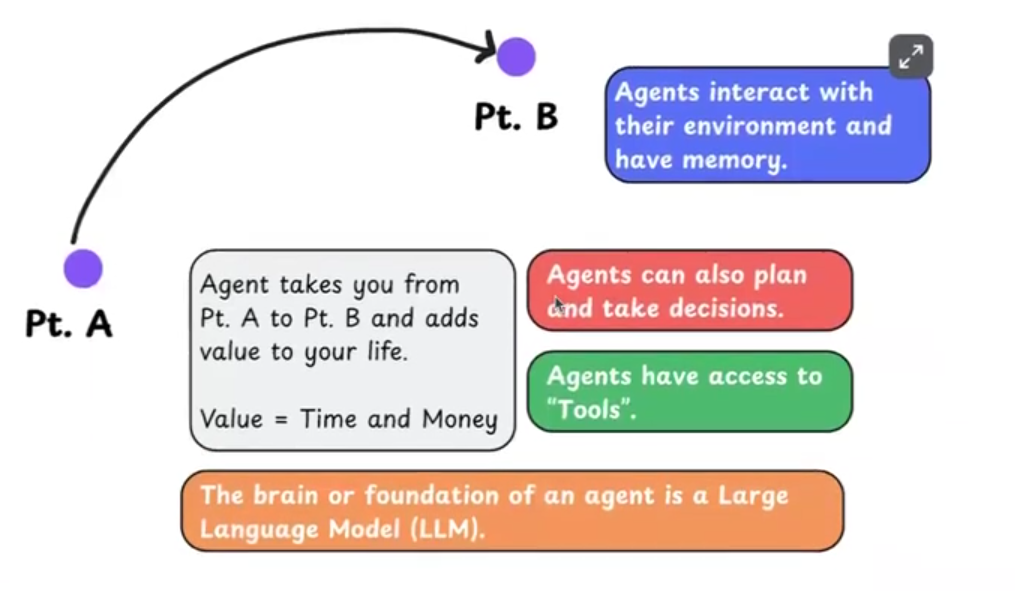 Pt. B
Agents interact with
their environment and
have memory.
Pt. A
Agent takes you from
Pt. A to Pt. B and adds
value to your life.
Value = Time and Money
Agents can also plan
and take decisions.
Agents have access to
“Tools”.
The brain or foundation of an agent is a Large
Language Model (LLM).